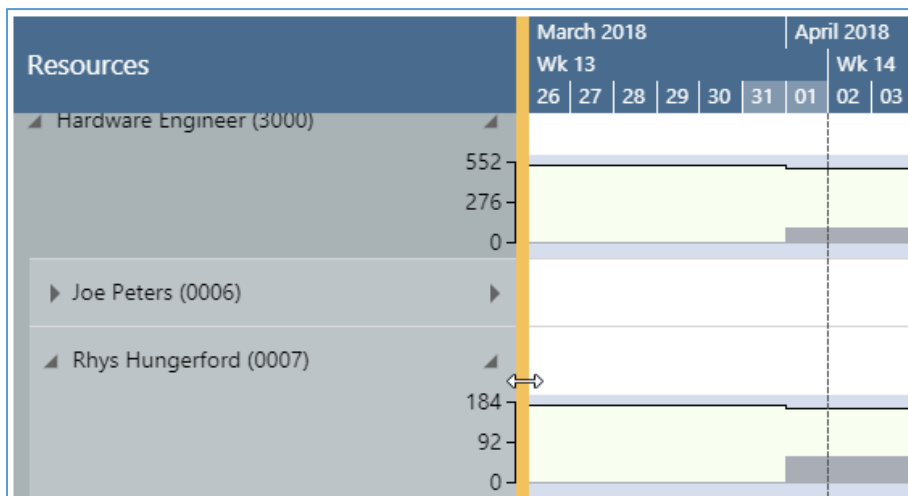 Resources
March 2018 April 2018
Wk 13 Wk 14
26 27 28 29 30 31 01 02 03
Hardware Engineer (3000)
552
276
0
Joe Peters (0006)
Rhys Hungerford (0007)
184
92
0